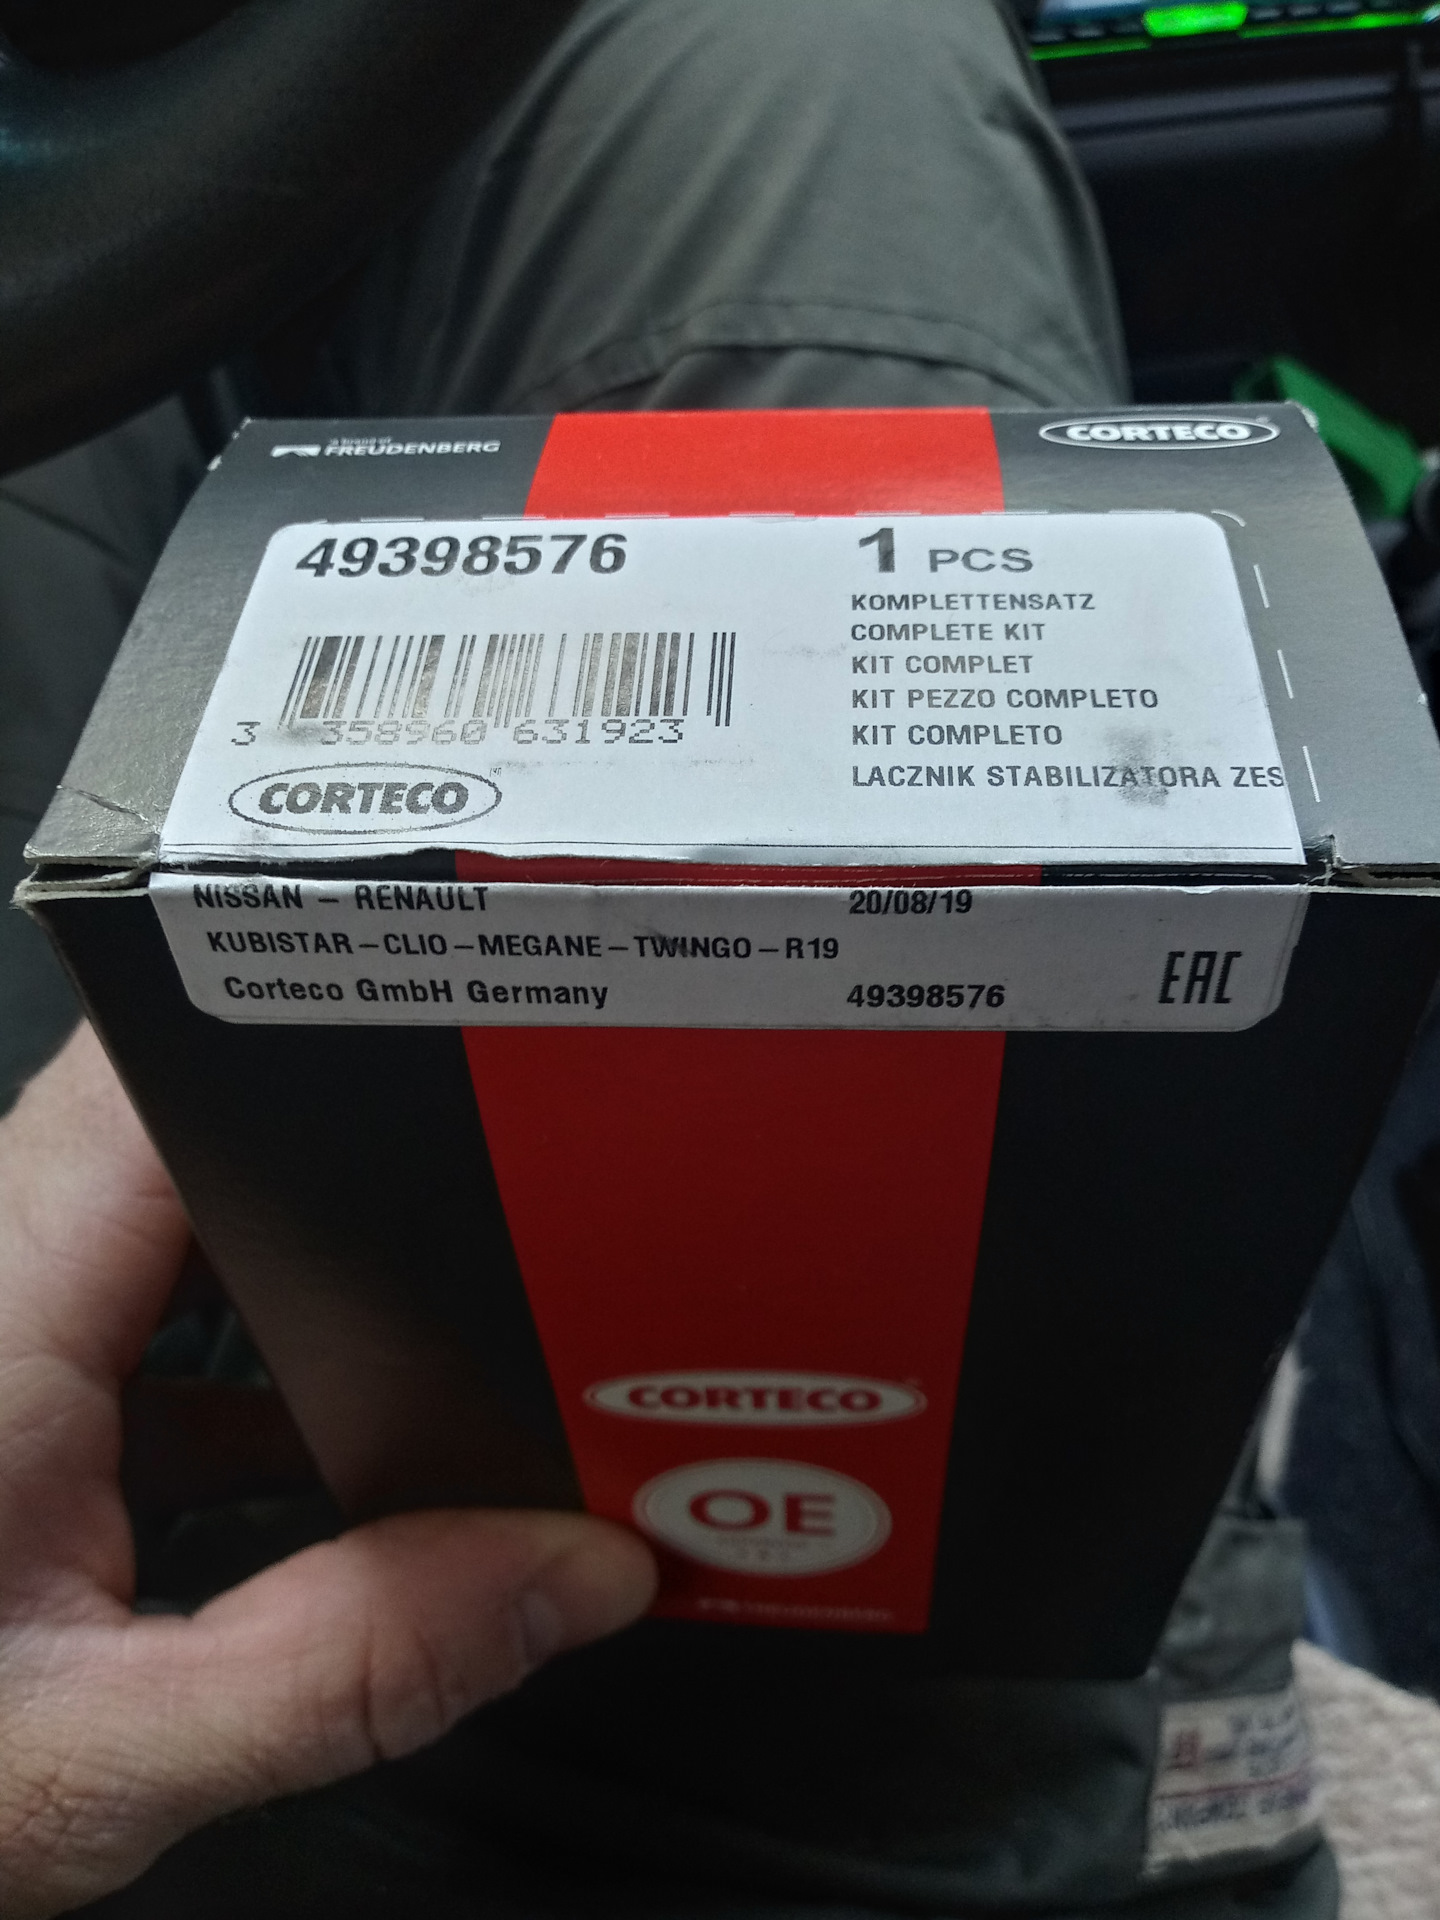 a brand of
FREUDENBERG
CORTECO
49398576
1 PCS
KOMPLETTENSATZ
COMPLETE KIT
KIT COMPLET
KIT PEZZO COMPLETO
KIT COMPLETO
LACZNIK STABILIZATORA ZES
3 358960 631923
CORTECO
NISSAN – RENAULT
20/08/19
KUBISTAR–CLIO–MEGANE–TWINGO–R19
Corteco GmbH Germany
49398576
EAC
CORTECO
OE